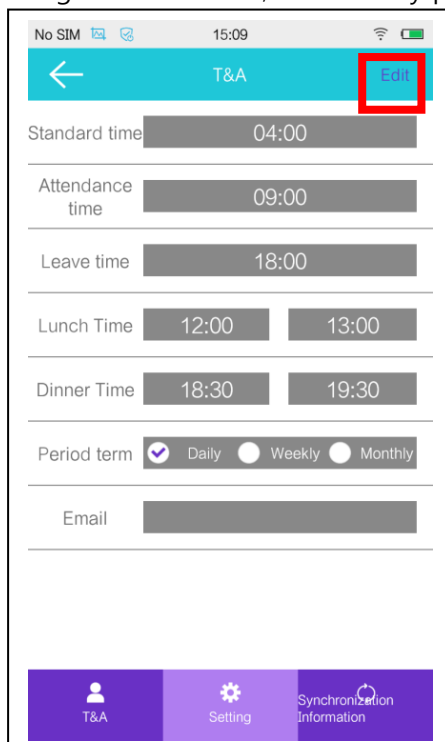 No SIM 15:09
T&A Edit
Standard time 04:00
Attendance
time 09:00
Leave time 18:00
Lunch Time 12:00 13:00
Dinner Time 18:30 19:30
Period term Daily Weekly Monthly
Email
T&A
Setting
Synchronization
Information